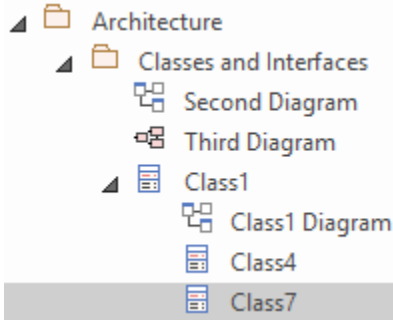 Architecture
Classes and Interfaces
Second Diagram
Third Diagram
Class1
Class1 Diagram
Class4
Class7